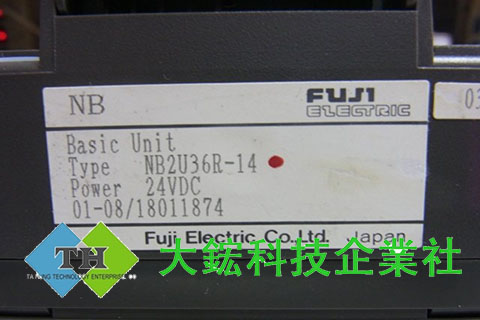 NB
FUJI
ELECTRIC
03
Basic Unit
Type NB2U36R-14
Power 24VDC
01-08/18011874
Fuji Electric Co.,Ltd. Japan
TH
大鋐科技企業社